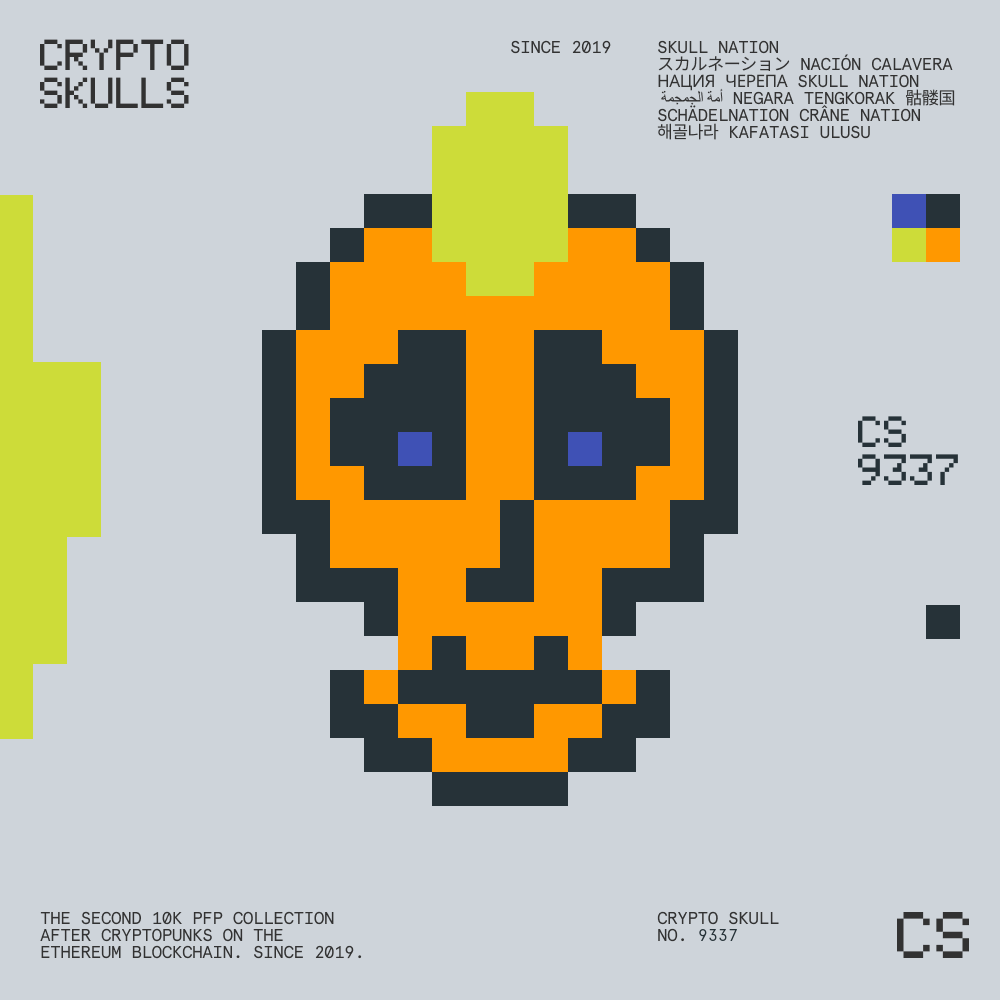 CRYPTO
SKULLS
SINCE 2019
SKULL NATION
スカルネーション NACIÓN CALAVERA
НАЦИЯ ЧЕРЕПА SKULL NATION
أمة الجمجمة NEGARA TENGKORAK 骷髅国
SCHÄDELNATION CRÂNE NATION
해골나라 KAFATASI ULUSU
CS
9337
THE SECOND 10K PFP COLLECTION
AFTER CRYPTOPUNKS ON THE
ETHEREUM BLOCKCHAIN. SINCE 2019.
CRYPTO SKULL
NO. 9337
CS